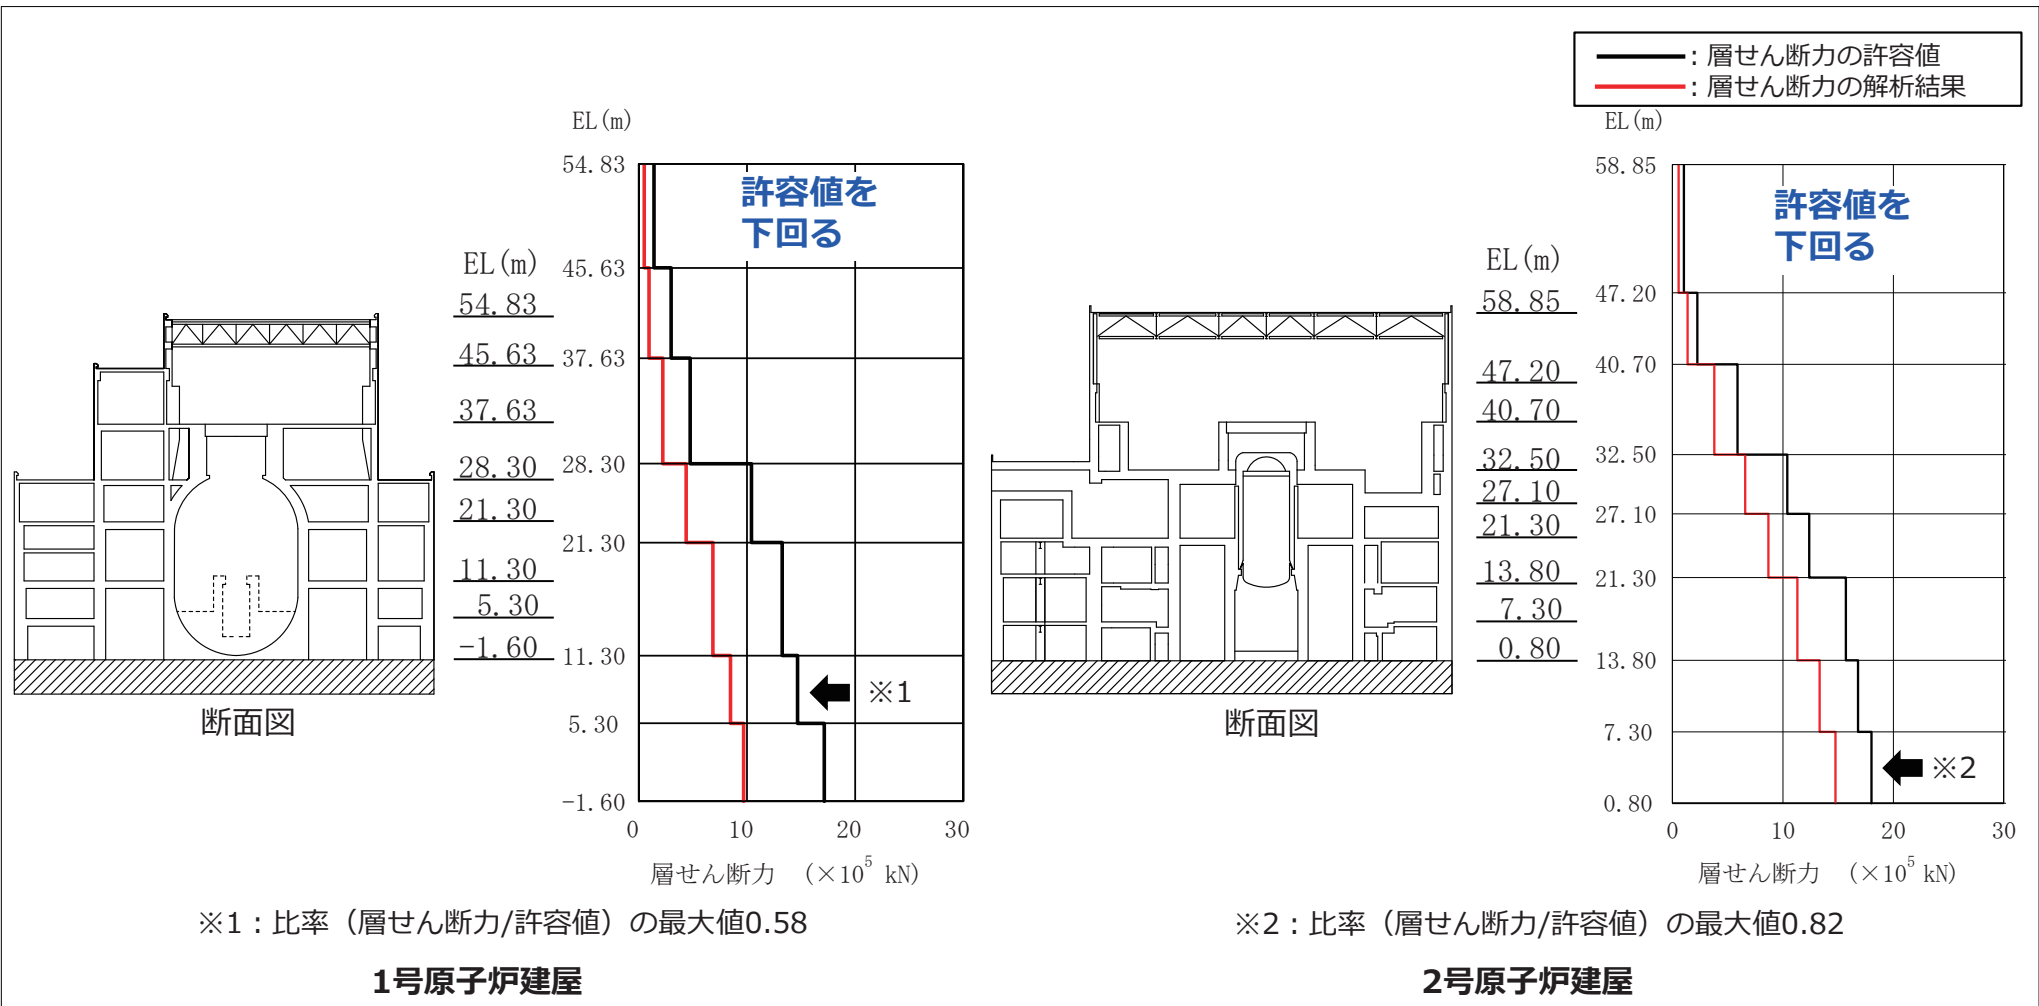 : 層せん断力の許容値
: 層せん断力の解析結果
EL(m)
54.83
45.63
37.63
28.30
21.30
11.30
5.30
-1.60
断面図
EL(m)
54.83
45.63
37.63
28.30
21.30
11.30
5.30
-1.60
許容値を
下回る
※1
0 10 20 30
層せん断力 (×10⁵ kN)
※1：比率（層せん断力/許容値）の最大値0.58
1号原子炉建屋
EL(m)
58.85
47.20
40.70
32.50
27.10
21.30
13.80
7.30
0.80
断面図
EL(m)
58.85
47.20
40.70
32.50
27.10
21.30
13.80
7.30
0.80
許容値を
下回る
※2
0 10 20 30
層せん断力 (×10⁵ kN)
※2：比率（層せん断力/許容値）の最大値0.82
2号原子炉建屋